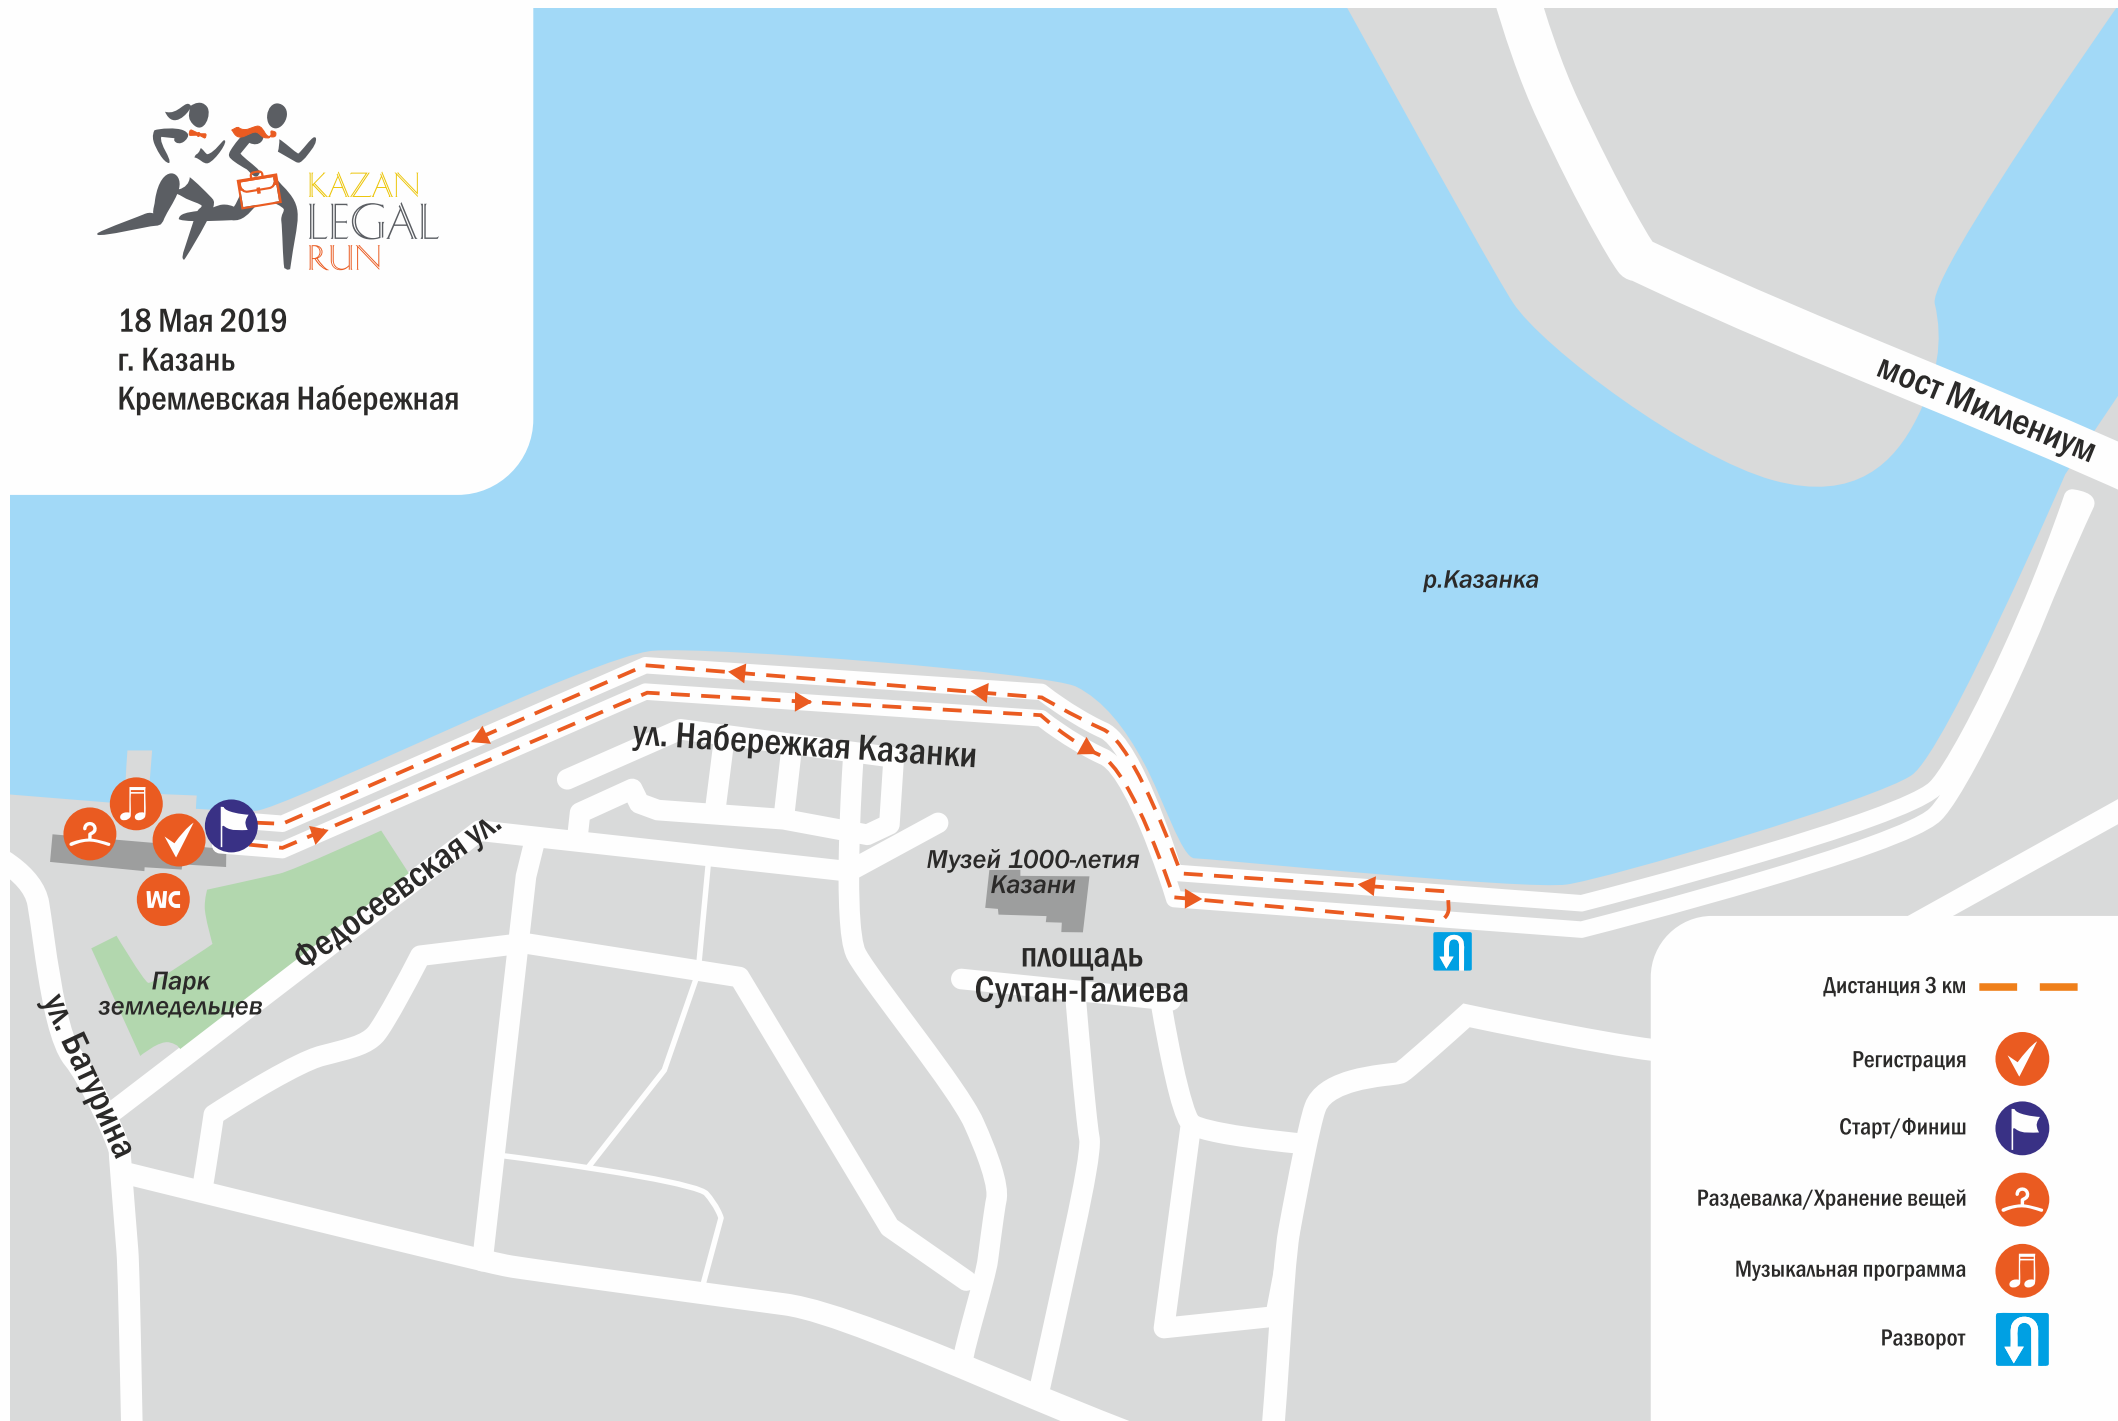 KAZAN
LEGAL
RUN
18 Мая 2019
г. Казань
Кремлевская Набережная
мост Миллениум
р.Казанка
ул. Набережкая Казанки
Федосеевская ул.
Музей 1000-летия
Казани
площадь
Султан-Галиева
WC
Парк
земледельцев
ул. Батурина
Дистанция 3 км
Регистрация
Старт/Финиш
Раздевалка/Хранение вещей
Музыкальная программа
Разворот